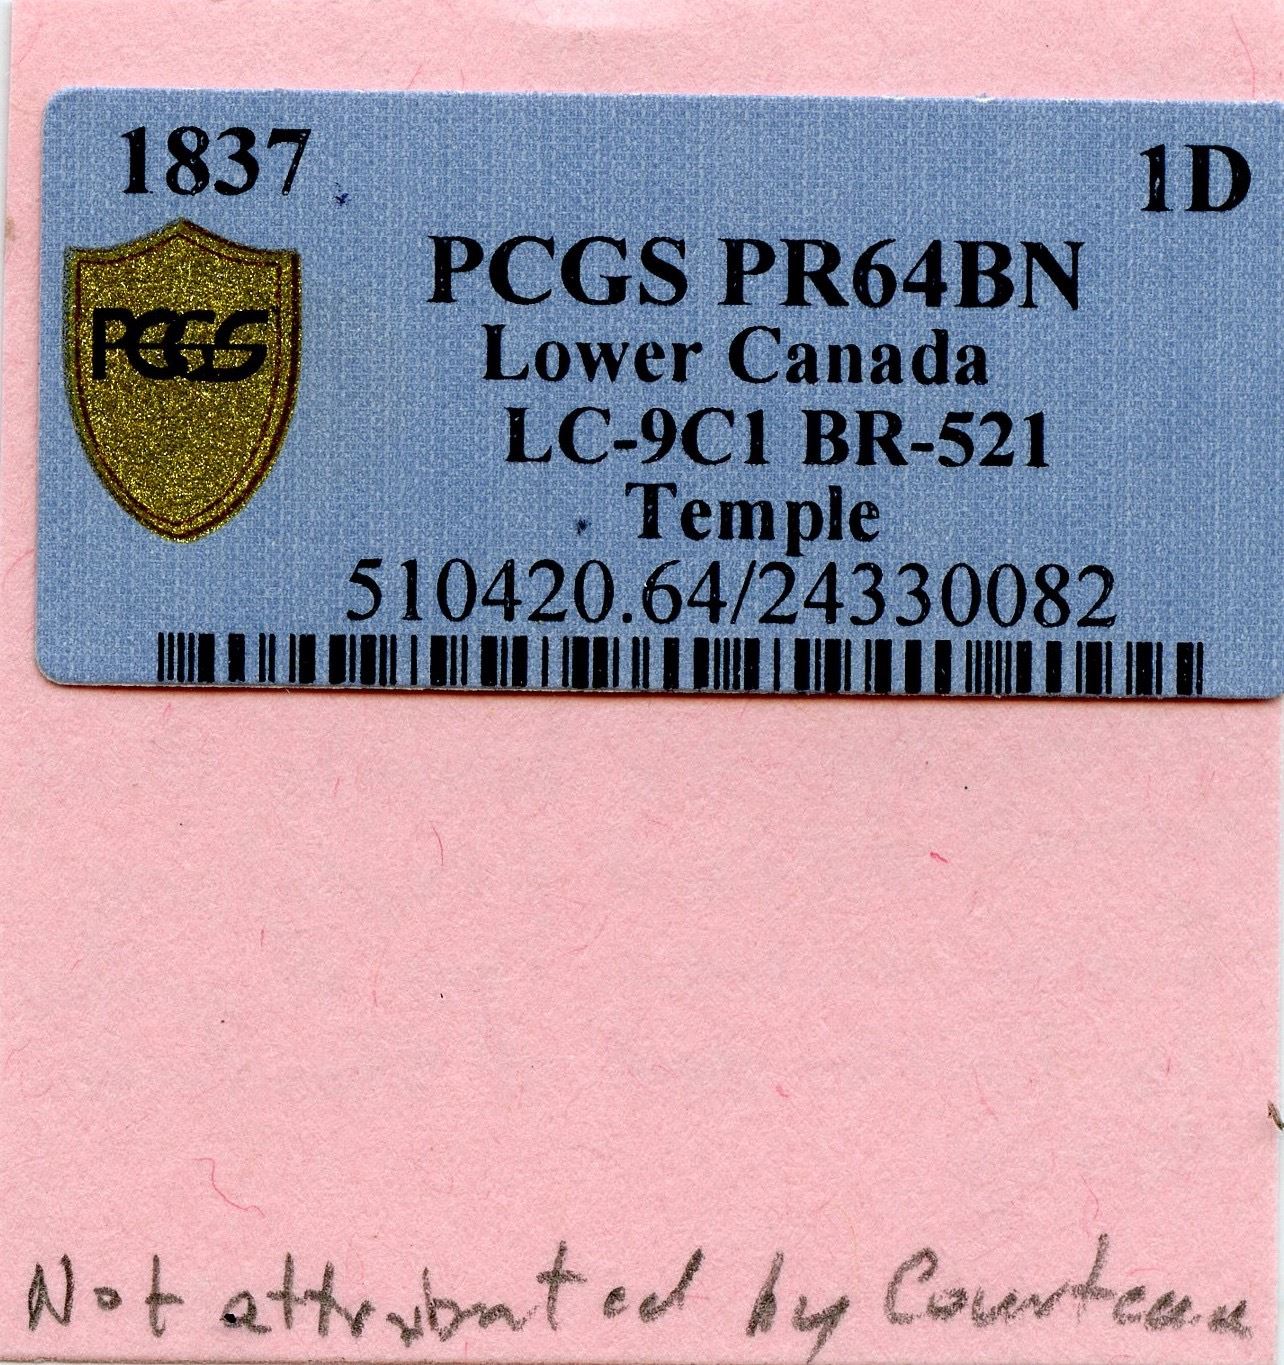 1837 1D
PCGS PR64BN
PCGS
Lower Canada
LC-9C1 BR-521
Temple
510420.64/24330082
Not attributed by Courteau